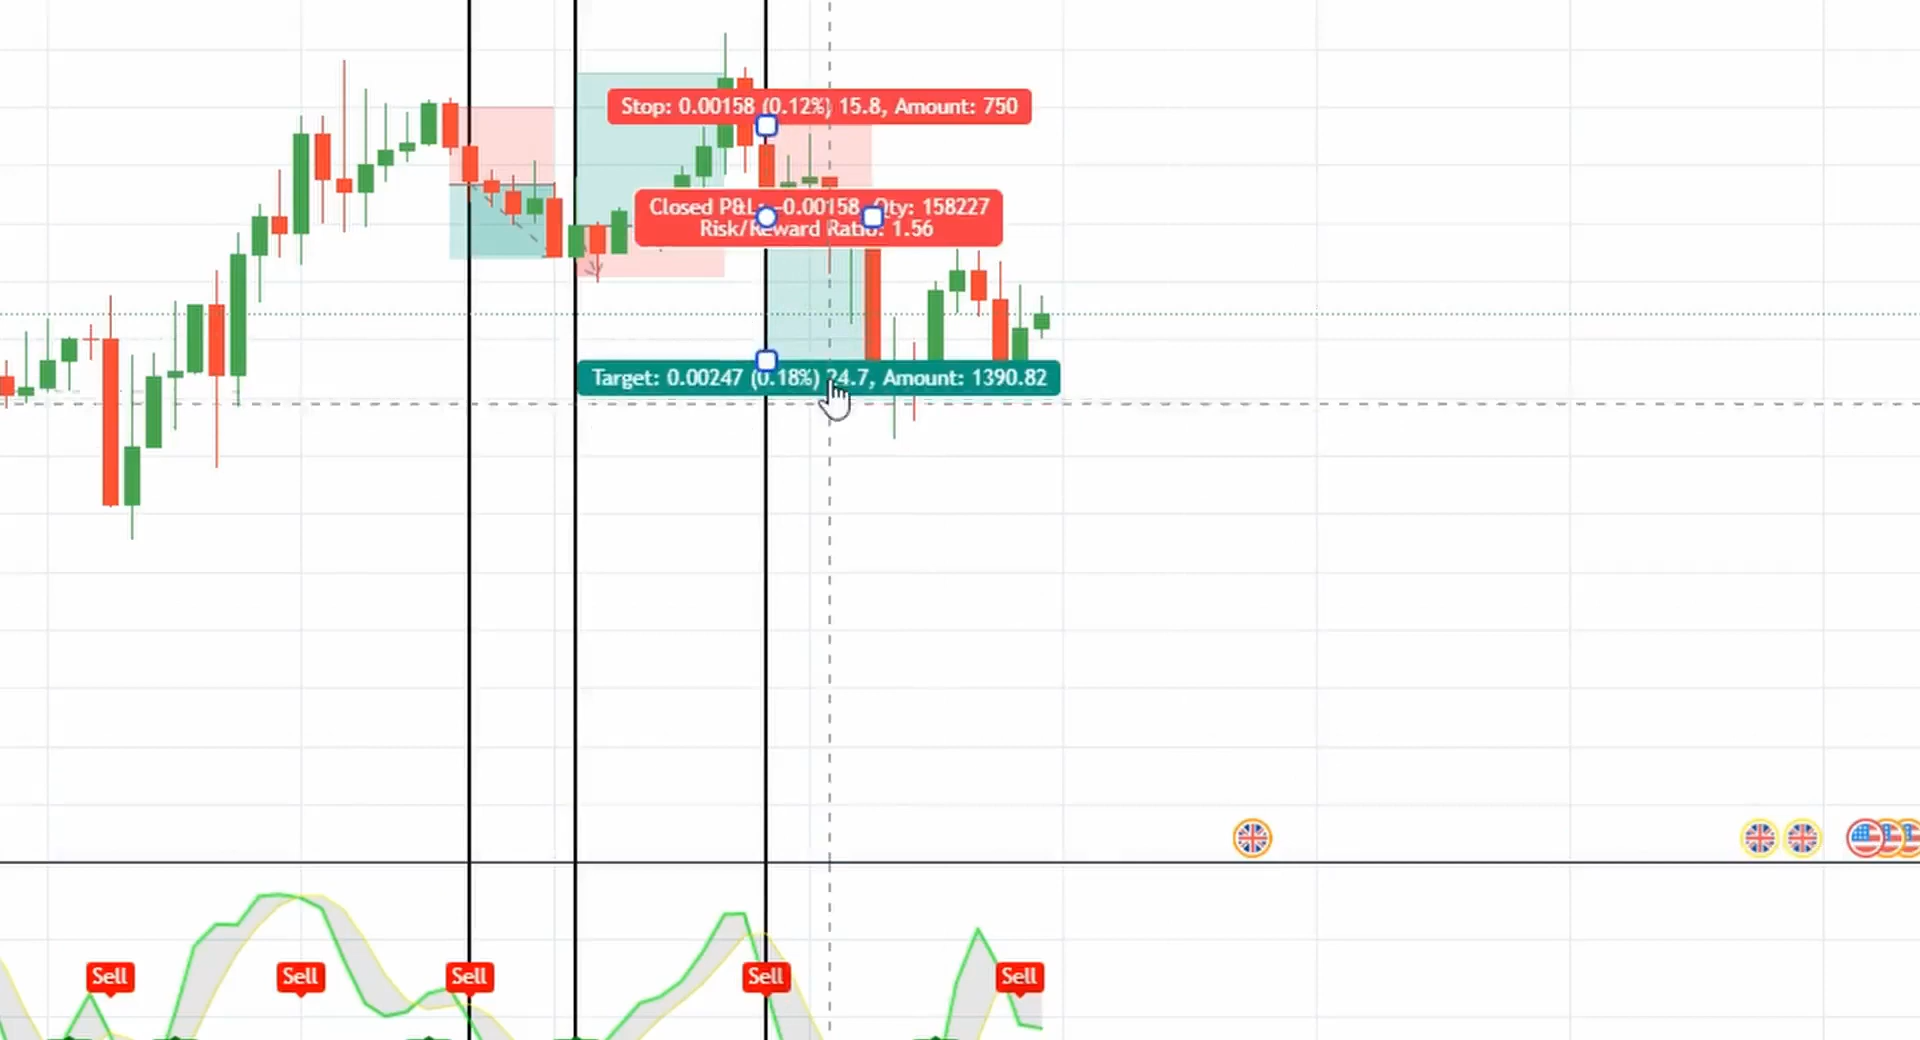 Stop: 0.00158 (0.12%) 15.8, Amount: 750
Closed P&L: -0.00158, Qty: 158227
Risk/Reward Ratio: 1.56
Target: 0.00247 (0.18%) 24.7, Amount: 1390.82
Sell
Sell
Sell
Sell
Sell